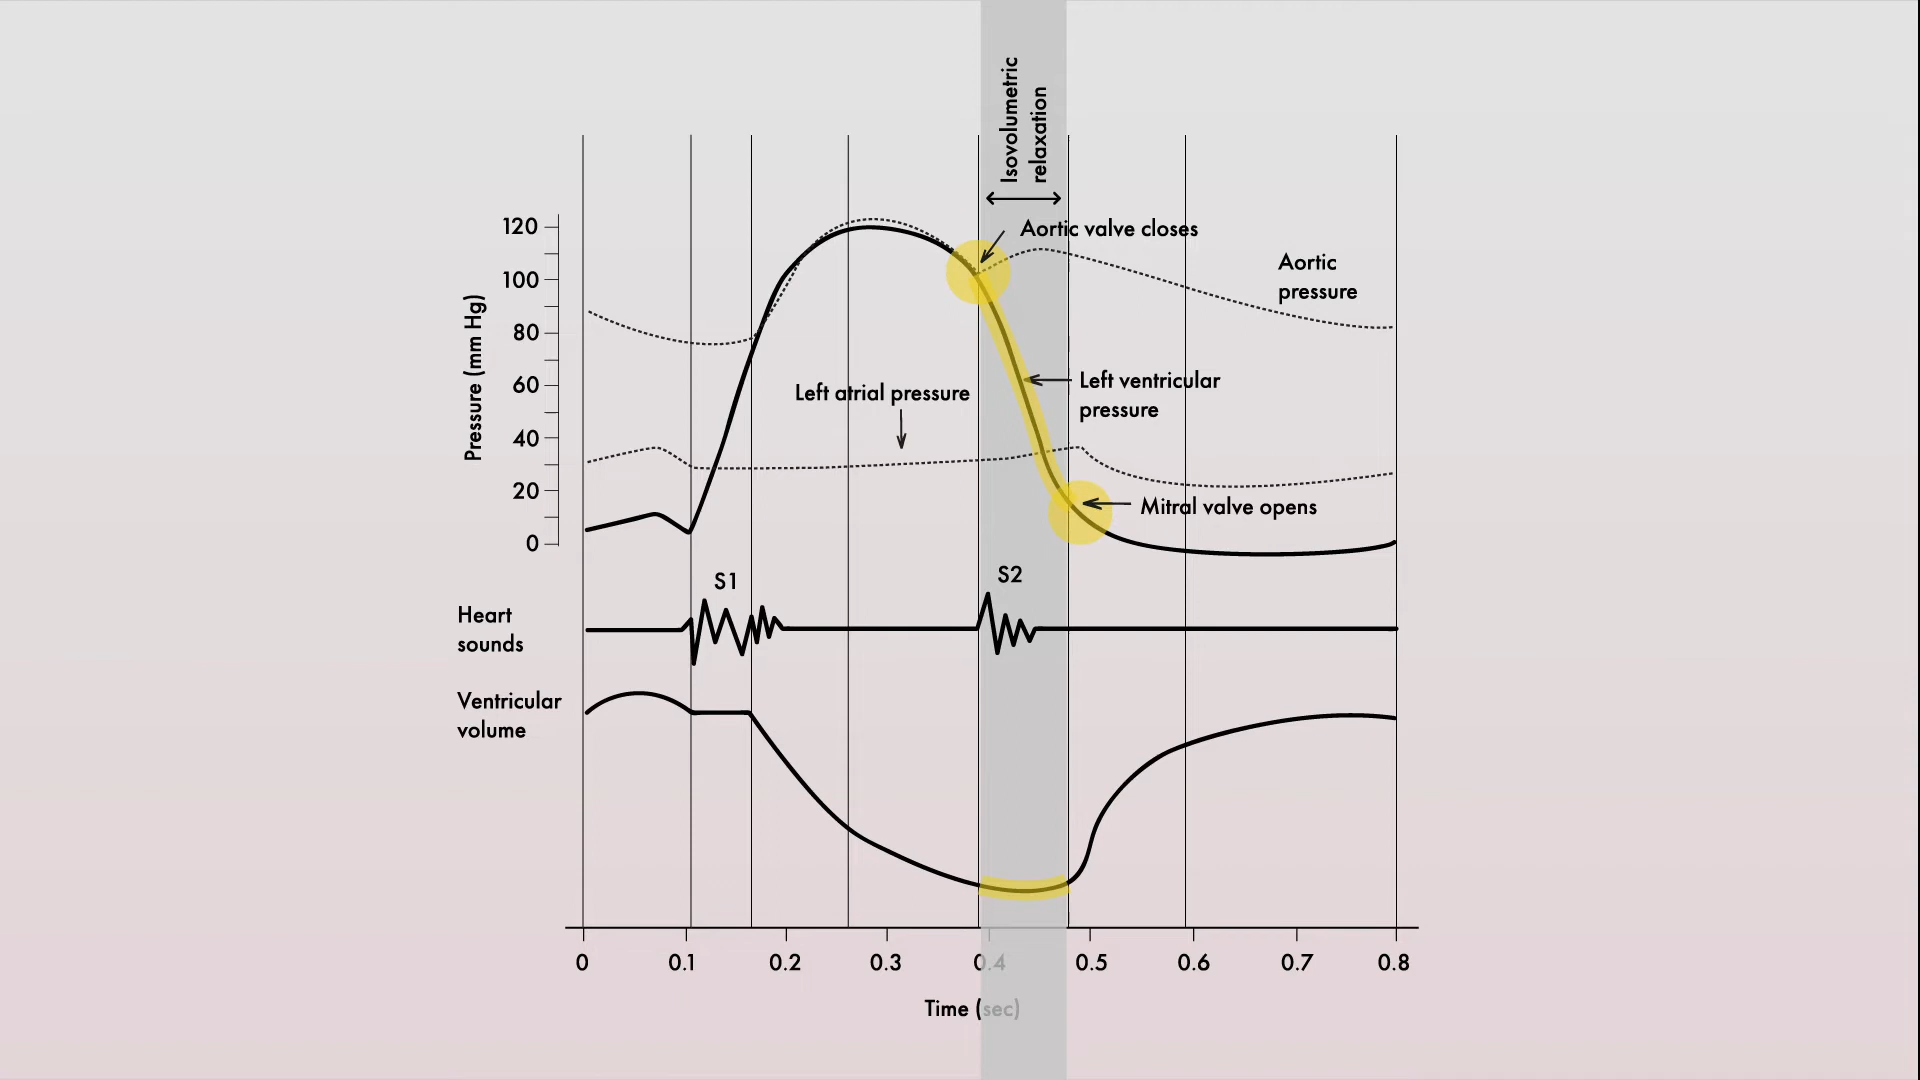 Isovolumetric
relaxation
Aortic valve closes
Aortic
pressure
Pressure (mm Hg)
120
100
80
60
40
20
0
Left atrial pressure
Left ventricular
pressure
Mitral valve opens
S1
S2
Heart
sounds
Ventricular
volume
0 0.1 0.2 0.3 0.4 0.5 0.6 0.7 0.8
Time (sec)